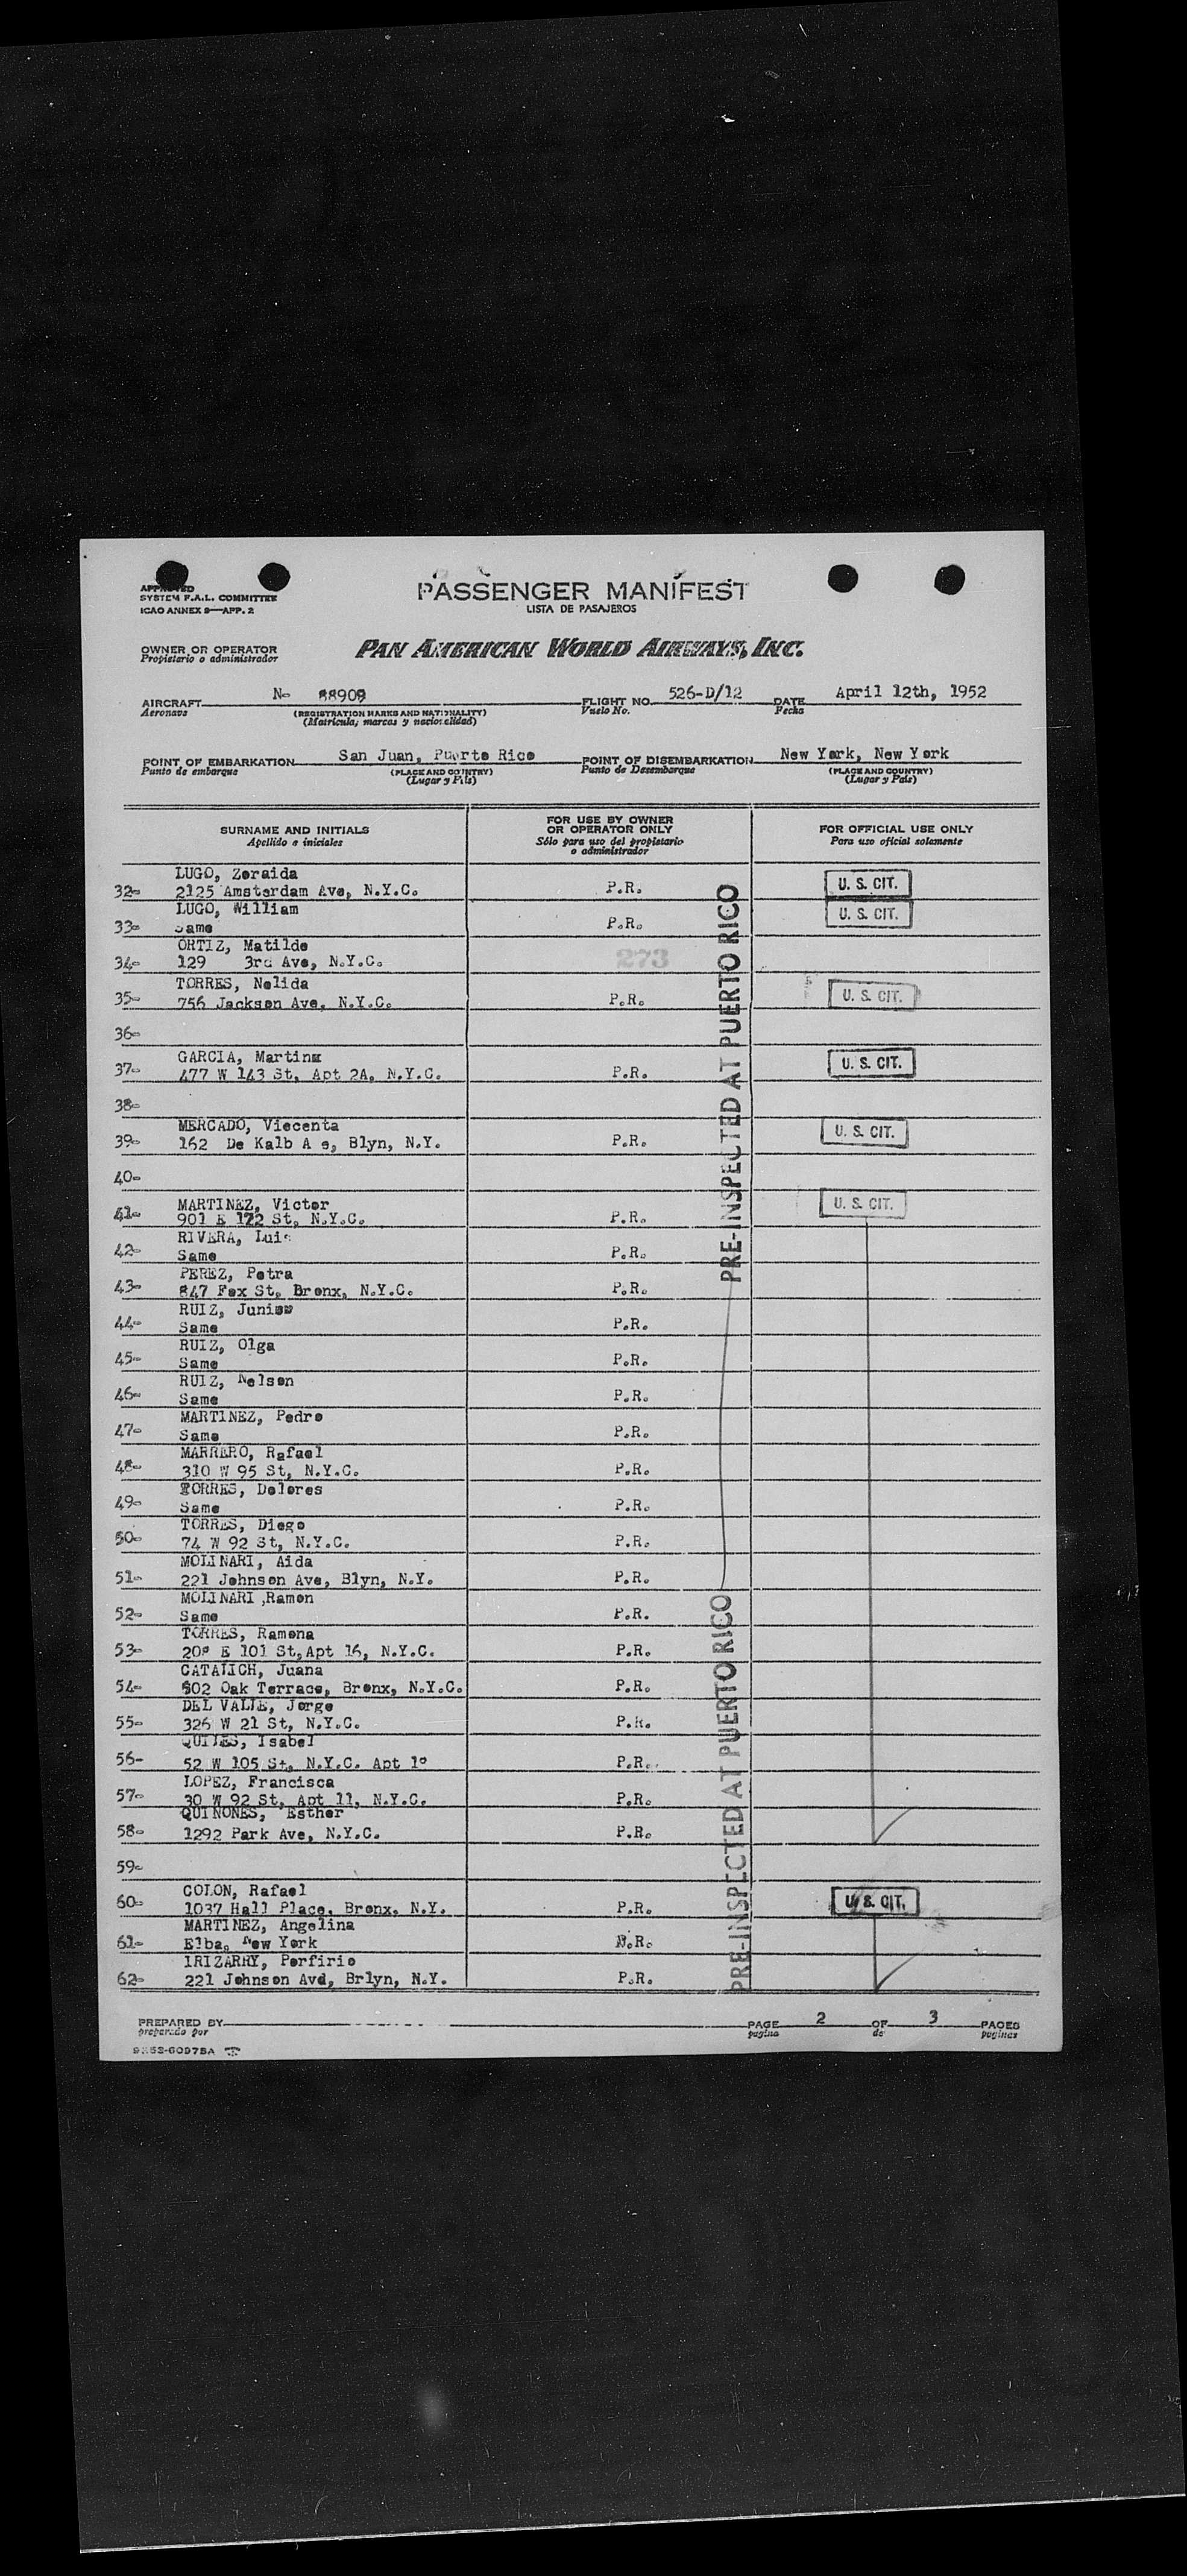 APPROVED
SYSTEM F.A.L. COMMITTEE
ICAO ANNEX 9—APP. 2
PASSENGER MANIFEST
LISTA DE PASAJEROS
OWNER OR OPERATOR
Propietario o administrador
PAN AMERICAN WORLD AIRWAYS, INC.
AIRCRAFT N- 88909 FLIGHT NO. 526-D/12 DATE April 12th, 1952
Aeronave (REGISTRATION MARKS AND NATIONALITY) Vuelo No. Fecha
(Matricula, marcas y nacionalidad)
POINT OF EMBARKATION San Juan, Puerto Rico POINT OF DISEMBARKATION New York, New York
Punto de embarque (PLACE AND COUNTRY) Punto de Desembarque (PLACE AND COUNTRY)
(Lugar y País) (Lugar y País)
SURNAME AND INITIALS
Apellido e iniciales
FOR USE BY OWNER
OR OPERATOR ONLY
Sólo para uso del propietario
o administrador
FOR OFFICIAL USE ONLY
Para uso oficial solamente
LUGO, Zoraida
32- 2125 Amsterdam Ave, N.Y.C. P.R. U. S. CIT.
LUGO, William
33- Same P.R. U. S. CIT.
ORTIZ, Matilde
34- 129 3rd Ave, N.Y.C. 273
TORRES, Nelida
35- 756 Jackson Ave, N.Y.C. P.R. U. S. CIT.
36-
GARCIA, Martina
37- 477 W 143 St, Apt 2A, N.Y.C. P.R. U. S. CIT.
38-
MERCADO, Viecenta
39- 162 De Kalb A e, Blyn, N.Y. P.R. U. S. CIT.
40-
MARTINEZ, Victor
41- 901 E 172 St, N.Y.C. P.R. U. S. CIT.
RIVERA, Luis
42- Same P.R.
PEREZ, Petra
43- 847 Fox St, Bronx, N.Y.C. P.R.
RUIZ, Junior
44- Same P.R.
RUIZ, Olga
45- Same P.R.
RUIZ, Nelson
46- Same P.R.
MARTINEZ, Pedro
47- Same P.R.
MARRERO, Rafael
48- 310 W 95 St, N.Y.C. P.R.
TORRES, Dolores
49- Same P.R.
TORRES, Diego
50- 74 W 92 St, N.Y.C. P.R.
MOLINARI, Aida
51- 221 Johnson Ave, Blyn, N.Y. P.R.
MOLINARI ,Ramon
52- Same P.R.
TORRES, Ramona
53- E 101 St,Apt 16, N.Y.C. P.R.
Juana
54- Oak Terrace, Bronx, N.Y.C. P.R.
DEL VALLE, Jorge
55- 326 W 21 St, N.Y.C. P.R.
QUILES, Isabel
56- 52 W 105 St, N.Y.C. Apt P.R.
LOPEZ, Francisca
57- 30 W 92 St, Apt 11, N.Y.C. P.R.
QUINONES, Esther
58- 1292 Park Ave, N.Y.C. P.R.
59-
COLON, Rafael
60- 1037 Hall Place, Bronx, N.Y. P.R. U. S. CIT.
MARTINEZ, Angelina
61- Elba, New York P.R.
IRIZARRY, Porfirio
62- 221 Johnson Avd, Brlyn, N.Y. P.R.
PRE-INSPECTED AT PUERTO RICO
PRE-INSPECTED AT PUERTO RICO
PREPARED BY PAGE 2 OF 3 PAGES
preparado por pagina de paginas